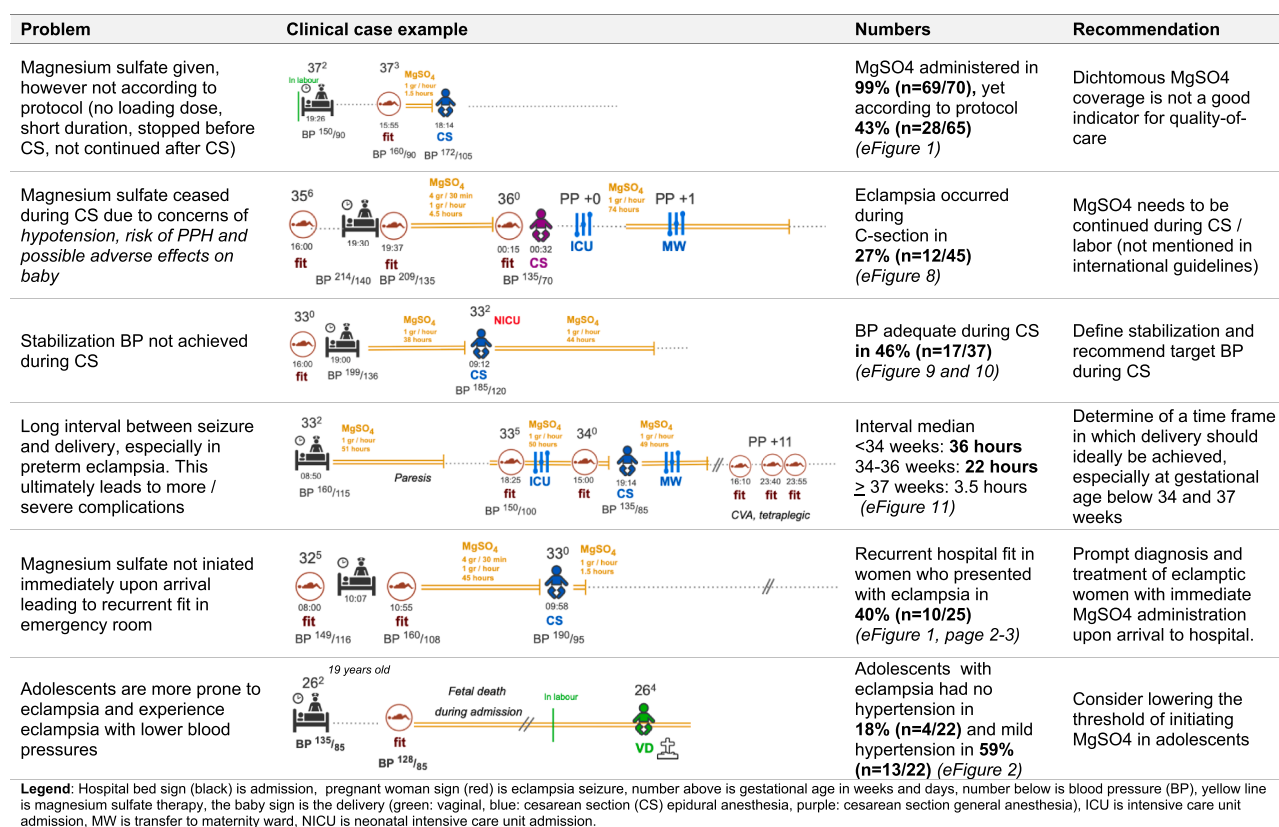 Problem
Clinical case example
Numbers
Recommendation
Magnesium sulfate given,
however not according to
protocol (no loading dose,
short duration, stopped before
CS, not continued after CS)
37²
37³
In labour
MgSO₄
1 gr / hour
1.5 hours
19:26
15:55
18:14
fit
CS
BP ¹⁵⁰/₉₀
BP ¹⁶⁰/₉₀
BP ¹⁷²/₁₀₅
MgSO4 administered in
99% (n=69/70), yet
according to protocol
43% (n=28/65)
(eFigure 1)
Dichtomous MgSO4
coverage is not a good
indicator for quality-of-
care
Magnesium sulfate ceased
during CS due to concerns of
hypotension, risk of PPH and
possible adverse effects on
baby
35⁶
MgSO₄
4 gr / 30 min
1 gr / hour
4.5 hours
36⁰
PP +0
MgSO₄
1 gr / hour
74 hours
PP +1
16:00
19:30
19:37
00:15
00:32
ICU
MW
fit
fit
fit
CS
BP ²¹⁴/₁₄₀
BP ²⁰⁹/₁₃₅
BP ¹³⁵/₇₀
Eclampsia occurred
during
C-section in
27% (n=12/45)
(eFigure 8)
MgSO4 needs to be
continued during CS /
labor (not mentioned in
international guidelines)
Stabilization BP not achieved
during CS
33⁰
MgSO₄
1 gr / hour
38 hours
33²
NICU
MgSO₄
1 gr / hour
44 hours
16:00
19:00
09:12
fit
CS
BP ¹⁹⁹/₁₃₆
BP ¹⁸⁵/₁₂₀
BP adequate during CS
in 46% (n=17/37)
(eFigure 9 and 10)
Define stabilization and
recommend target BP
during CS
Long interval between seizure
and delivery, especially in
preterm eclampsia. This
ultimately leads to more /
severe complications
33²
MgSO₄
1 gr / hour
51 hours
33⁵
MgSO₄
1 gr / hour
50 hours
34⁰
MgSO₄
1 gr / hour
49 hours
PP +11
08:50
Paresis
18:25
ICU
15:00
19:14
MW
16:10
23:40
23:55
fit
fit
CS
fit
fit
fit
BP ¹⁶⁰/₁₁₅
BP ¹⁵⁰/₁₀₀
BP ¹³⁵/₈₅
CVA, tetraplegic
Interval median
<34 weeks: 36 hours
34-36 weeks: 22 hours
> 37 weeks: 3.5 hours
(eFigure 11)
Determine of a time frame
in which delivery should
ideally be achieved,
especially at gestational
age below 34 and 37
weeks
Magnesium sulfate not iniated
immediately upon arrival
leading to recurrent fit in
emergency room
32⁵
MgSO₄
4 gr / 30 min
1 gr / hour
45 hours
33⁰
MgSO₄
1 gr / hour
1.5 hours
08:00
10:07
10:55
09:58
fit
fit
CS
BP ¹⁴⁹/₁₁₆
BP ¹⁶⁰/₁₀₈
BP ¹⁹⁰/₉₅
Recurrent hospital fit in
women who presented
with eclampsia in
40% (n=10/25)
(eFigure 1, page 2-3)
Prompt diagnosis and
treatment of eclamptic
women with immediate
MgSO4 administration
upon arrival to hospital.
Adolescents are more prone to
eclampsia and experience
eclampsia with lower blood
pressures
19 years old
26²
Fetal death
during admission
In labour
26⁴
fit
VD
BP ¹³⁵/₈₅
BP ¹²⁸/₈₅
Adolescents with
eclampsia had no
hypertension in
18% (n=4/22) and mild
hypertension in 59%
(n=13/22) (eFigure 2)
Consider lowering the
threshold of initiating
MgSO4 in adolescents
Legend: Hospital bed sign (black) is admission, pregnant woman sign (red) is eclampsia seizure, number above is gestational age in weeks and days, number below is blood pressure (BP), yellow line
is magnesium sulfate therapy, the baby sign is the delivery (green: vaginal, blue: cesarean section (CS) epidural anesthesia, purple: cesarean section general anesthesia), ICU is intensive care unit
admission, MW is transfer to maternity ward, NICU is neonatal intensive care unit admission.